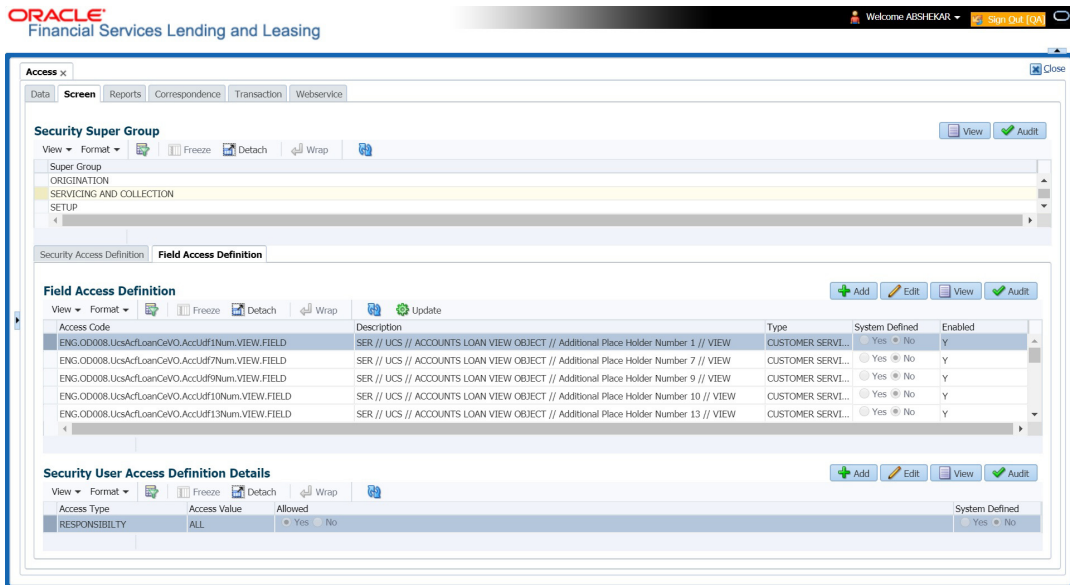 ORACLE
Financial Services Lending and Leasing
Welcome ABSHEKAR
Sign Out [QA]
Access
Close
Data Screen Reports Correspondence Transaction Webservice
Security Super Group
View Audit
View Format Freeze Detach Wrap
Super Group
ORIGINATION
SERVICING AND COLLECTION
SETUP
Security Access Definition Field Access Definition
Field Access Definition
Add Edit View Audit
View Format Freeze Detach Wrap Update
Access Code Description Type System Defined Enabled
ENG.OD008.UcsAcfLoanCeVO.AccUdf1Num.VIEW.FIELD SER // UCS // ACCOUNTS LOAN VIEW OBJECT // Additional Place Holder Number 1 // VIEW CUSTOMER SERVI... Yes No Y
ENG.OD008.UcsAcfLoanCeVO.AccUdf7Num.VIEW.FIELD SER // UCS // ACCOUNTS LOAN VIEW OBJECT // Additional Place Holder Number 7 // VIEW CUSTOMER SERVI... Yes No Y
ENG.OD008.UcsAcfLoanCeVO.AccUdf9Num.VIEW.FIELD SER // UCS // ACCOUNTS LOAN VIEW OBJECT // Additional Place Holder Number 9 // VIEW CUSTOMER SERVI... Yes No Y
ENG.OD008.UcsAcfLoanCeVO.AccUdf10Num.VIEW.FIELD SER // UCS // ACCOUNTS LOAN VIEW OBJECT // Additional Place Holder Number 10 // VIEW CUSTOMER SERVI... Yes No Y
ENG.OD008.UcsAcfLoanCeVO.AccUdf13Num.VIEW.FIELD SER // UCS // ACCOUNTS LOAN VIEW OBJECT // Additional Place Holder Number 13 // VIEW CUSTOMER SERVI... Yes No Y
Security User Access Definition Details
Add Edit View Audit
View Format Freeze Detach Wrap
Access Type Access Value Allowed System Defined
RESPONSIBILTY ALL Yes No Yes No